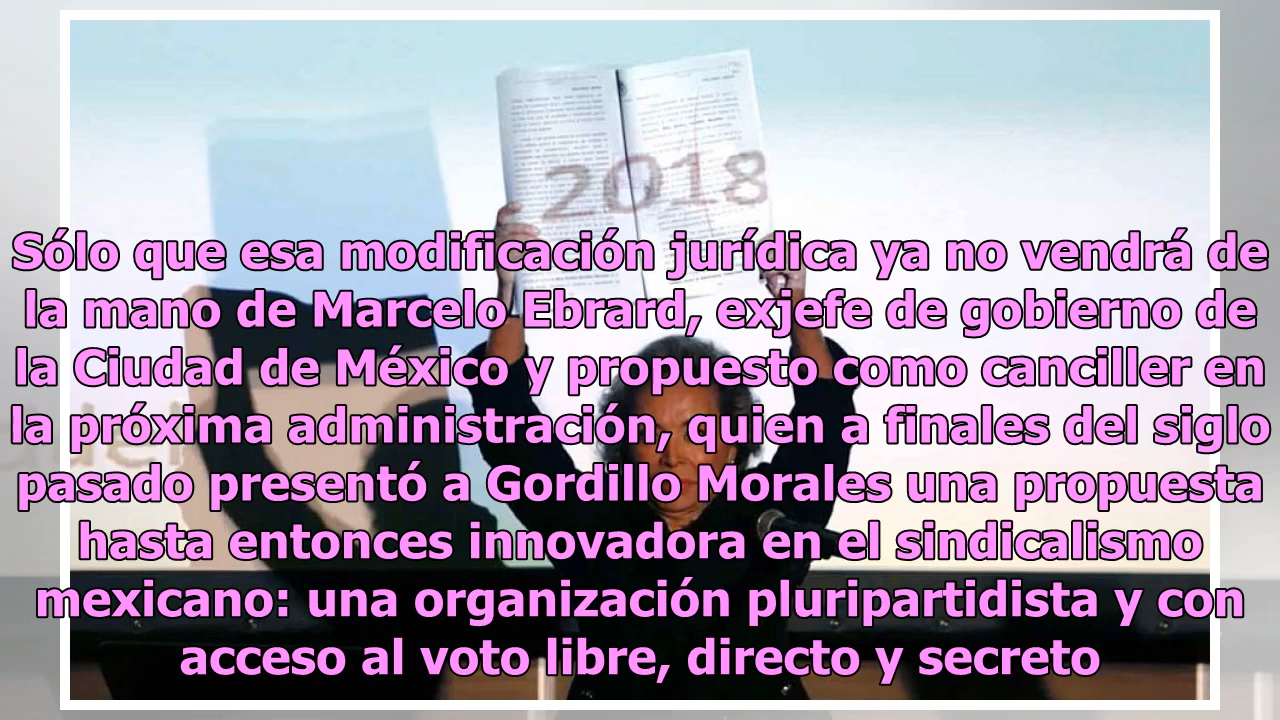 2018
Sólo que esa modificación jurídica ya no vendrá de
la mano de Marcelo Ebrard, exjefe de gobierno de
la Ciudad de México y propuesto como canciller en
la próxima administración, quien a finales del siglo
pasado presentó a Gordillo Morales una propuesta
hasta entonces innovadora en el sindicalismo
mexicano: una organización pluripartidista y con
acceso al voto libre, directo y secreto